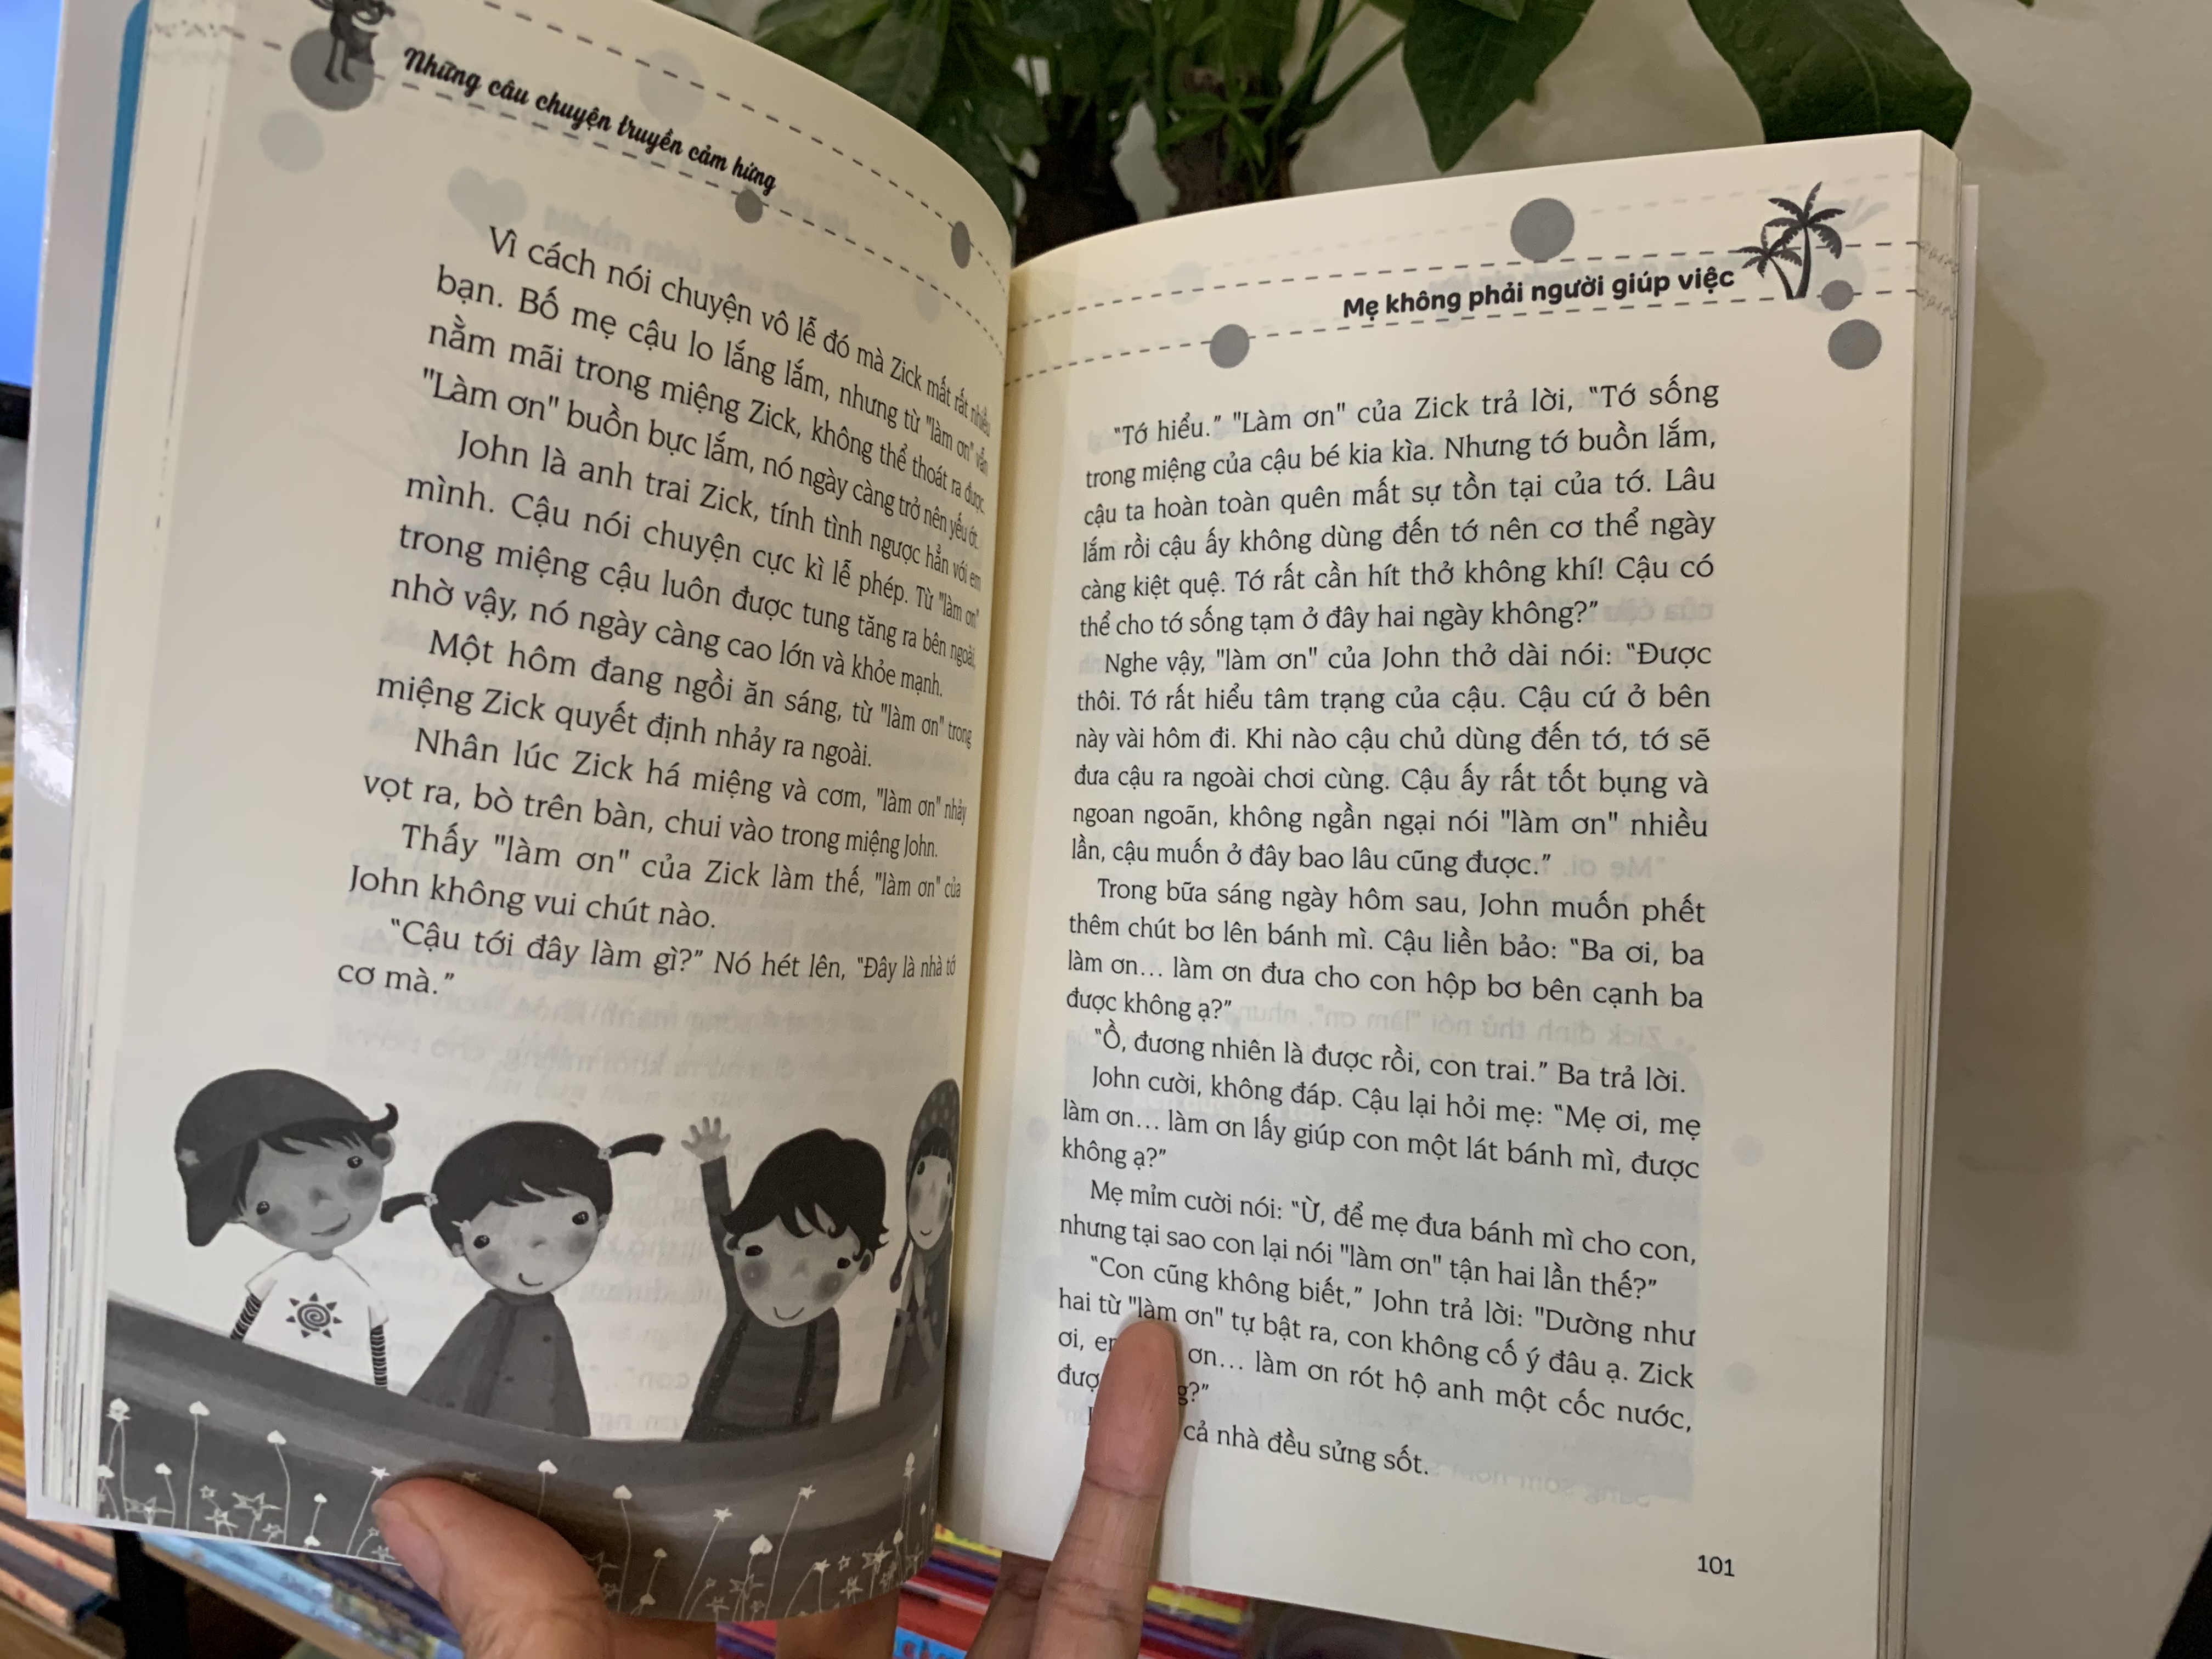 Những câu chuyện truyền cảm hứng
Vì cách nói chuyện vô lễ đó mà Zick mất rất nhiều
bạn. Bố mẹ cậu lo lắng lắm, nhưng từ "làm ơn" vẫn
nằm mãi trong miệng Zick, không thể thoát ra được.
"Làm ơn" buồn bực lắm, nó ngày càng trở nên yếu ớt.
John là anh trai Zick, tính tình ngược hẳn với em
mình. Cậu nói chuyện cực kì lễ phép. Từ "làm ơn"
trong miệng cậu luôn được tung tăng ra bên ngoài,
nhờ vậy, nó ngày càng cao lớn và khỏe mạnh.
Một hôm đang ngồi ăn sáng, từ "làm ơn" trong
miệng Zick quyết định nhảy ra ngoài.
Nhân lúc Zick há miệng và cơm, "làm ơn" nhảy
vọt ra, bò trên bàn, chui vào trong miệng John.
Thấy "làm ơn" của Zick làm thế, "làm ơn" của
John không vui chút nào.
“Cậu tới đây làm gì?” Nó hét lên, “Đây là nhà tớ
cơ mà.”
Mẹ không phải người giúp việc
“Tớ hiểu.” "Làm ơn" của Zick trả lời, “Tớ sống
trong miệng của cậu bé kia kìa. Nhưng tớ buồn lắm,
cậu ta hoàn toàn quên mất sự tồn tại của tớ. Lâu
lắm rồi cậu ấy không dùng đến tớ nên cơ thể ngày
càng kiệt quệ. Tớ rất cần hít thở không khí! Cậu có
thể cho tớ sống tạm ở đây hai ngày không?”
Nghe vậy, "làm ơn" của John thở dài nói: “Được
thôi. Tớ rất hiểu tâm trạng của cậu. Cậu cứ ở bên
này vài hôm đi. Khi nào cậu chủ dùng đến tớ, tớ sẽ
đưa cậu ra ngoài chơi cùng. Cậu ấy rất tốt bụng và
ngoan ngoãn, không ngần ngại nói "làm ơn" nhiều
lần, cậu muốn ở đây bao lâu cũng được.”
Trong bữa sáng ngày hôm sau, John muốn phết
thêm chút bơ lên bánh mì. Cậu liền bảo: “Ba ơi, ba
làm ơn... làm ơn đưa cho con hộp bơ bên cạnh ba
được không ạ?”
“Ồ, đương nhiên là được rồi, con trai.” Ba trả lời.
John cười, không đáp. Cậu lại hỏi mẹ: “Mẹ ơi, mẹ
làm ơn... làm ơn lấy giúp con một lát bánh mì, được
không ạ?”
Mẹ mỉm cười nói: “Ừ, để mẹ đưa bánh mì cho con,
nhưng tại sao con lại nói "làm ơn" tận hai lần thế?”
“Con cũng không biết,” John trả lời: "Dường như
hai từ "làm ơn" tự bật ra, con không cố ý đâu ạ. Zick
ơi, ơn... làm ơn rót hộ anh một cốc nước,
cả nhà đều sửng sốt.
101